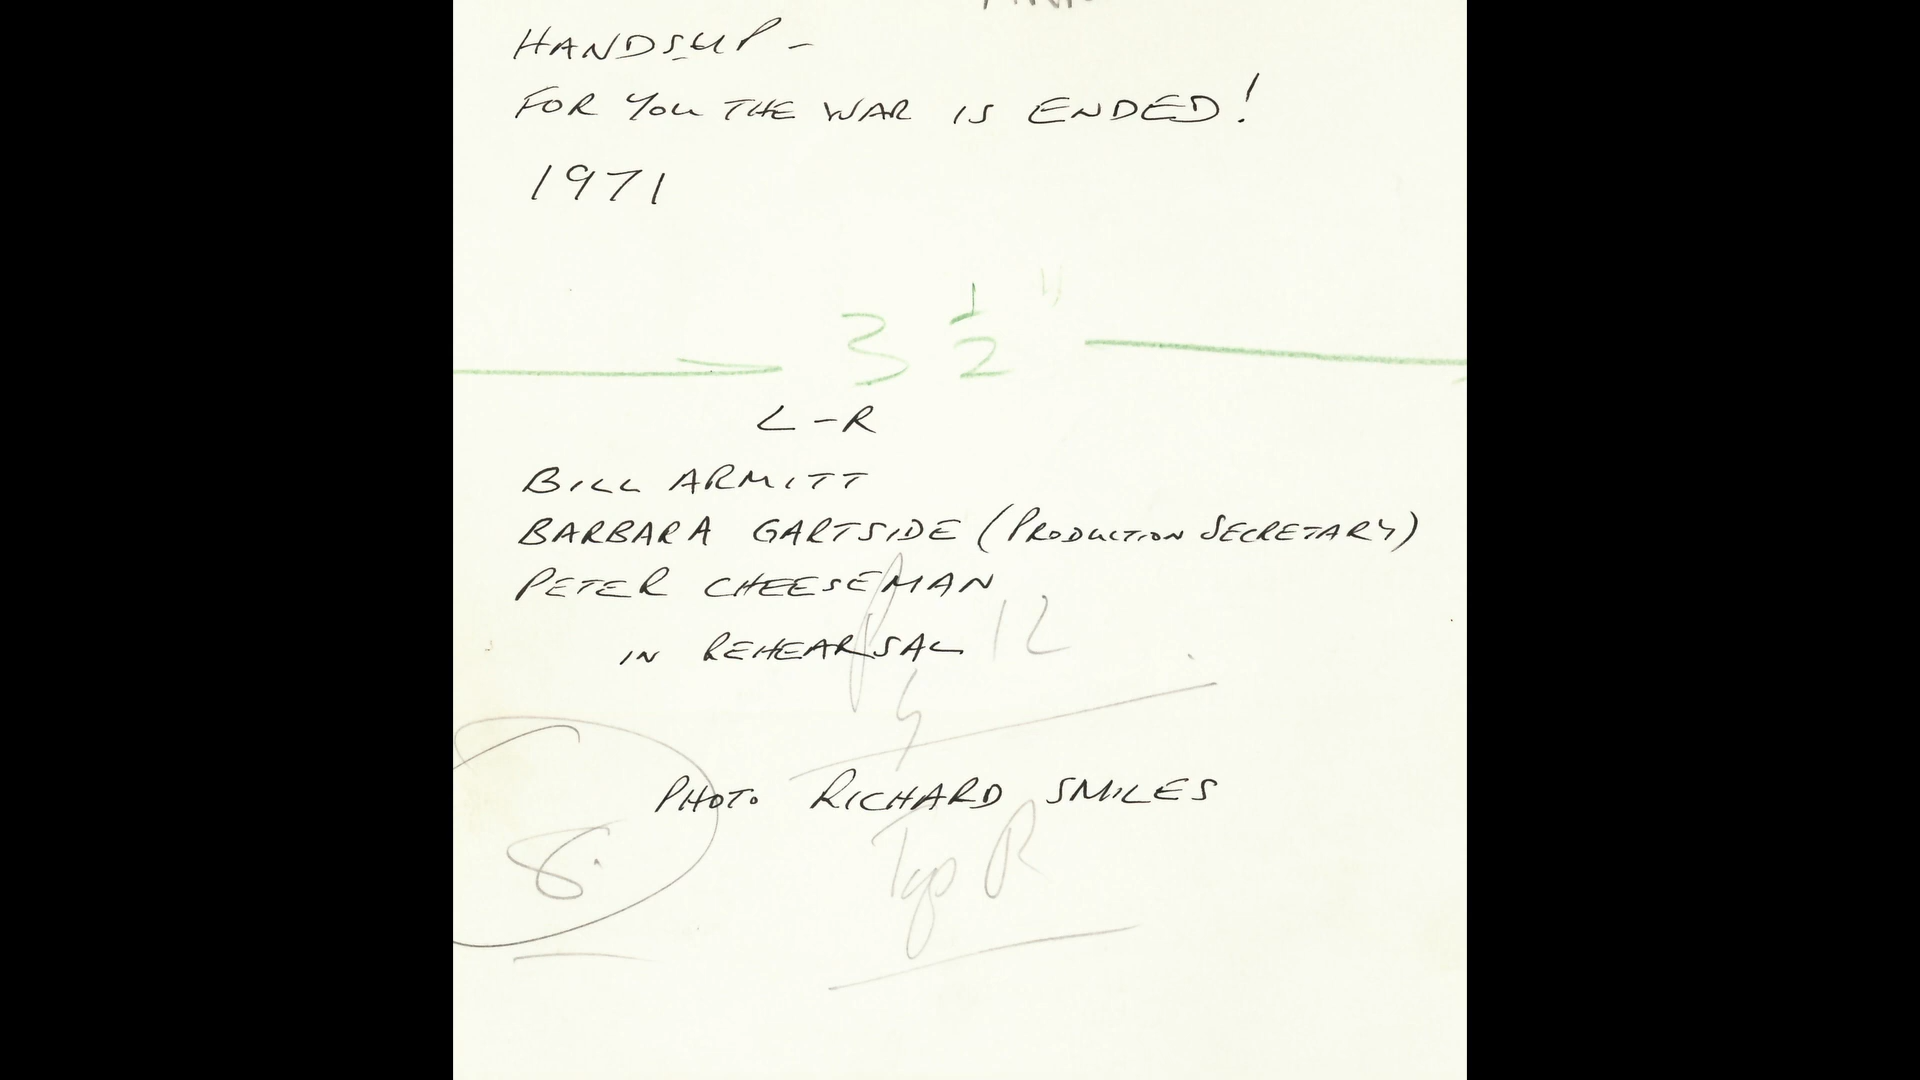 HANDSUP -
FOR YOU THE WAR IS ENDED!
1971
3 1/2"
L-R
BILL ARMITT
BARBARA GARTSIDE (PRODUCTION SECRETARY)
PETER CHEESEMAN
IN REHEARSAL
P 12
PHOTO RICHARD SMILES
8.
Top R